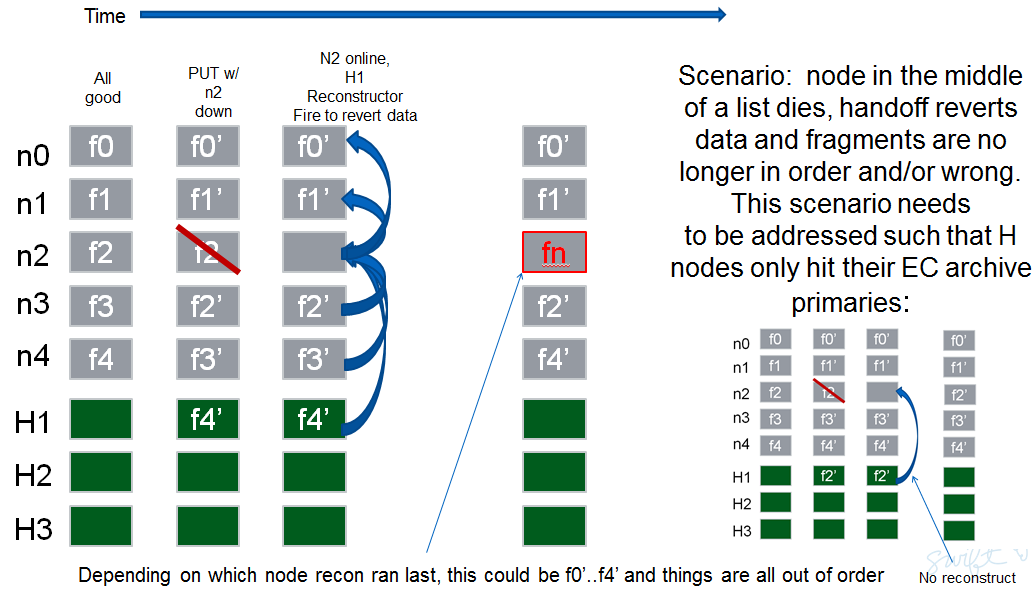 Time
All
good
PUT w/
n2
down
N2 online,
H1
Reconstructor
Fire to revert data
n0 f0 f0’ f0’ f0’
n1 f1 f1’ f1’ f1’
n2 f2 f2 fn
n3 f3 f2’ f2’ f2’
n4 f4 f3’ f3’ f4’
H1 f4’ f4’
H2
H3
Depending on which node recon ran last, this could be f0’..f4’ and things are all out of order
Scenario: node in the middle
of a list dies, handoff reverts
data and fragments are no
longer in order and/or wrong.
This scenario needs
to be addressed such that H
nodes only hit their EC archive
primaries:
n0 f0 f0’ f0’ f0’
n1 f1 f1’ f1’ f1’
n2 f2 f2 f2’
n3 f3 f3’ f3’ f3’
n4 f4 f4’ f4’ f4’
H1 f2’ f2’
H2
H3
No reconstruct